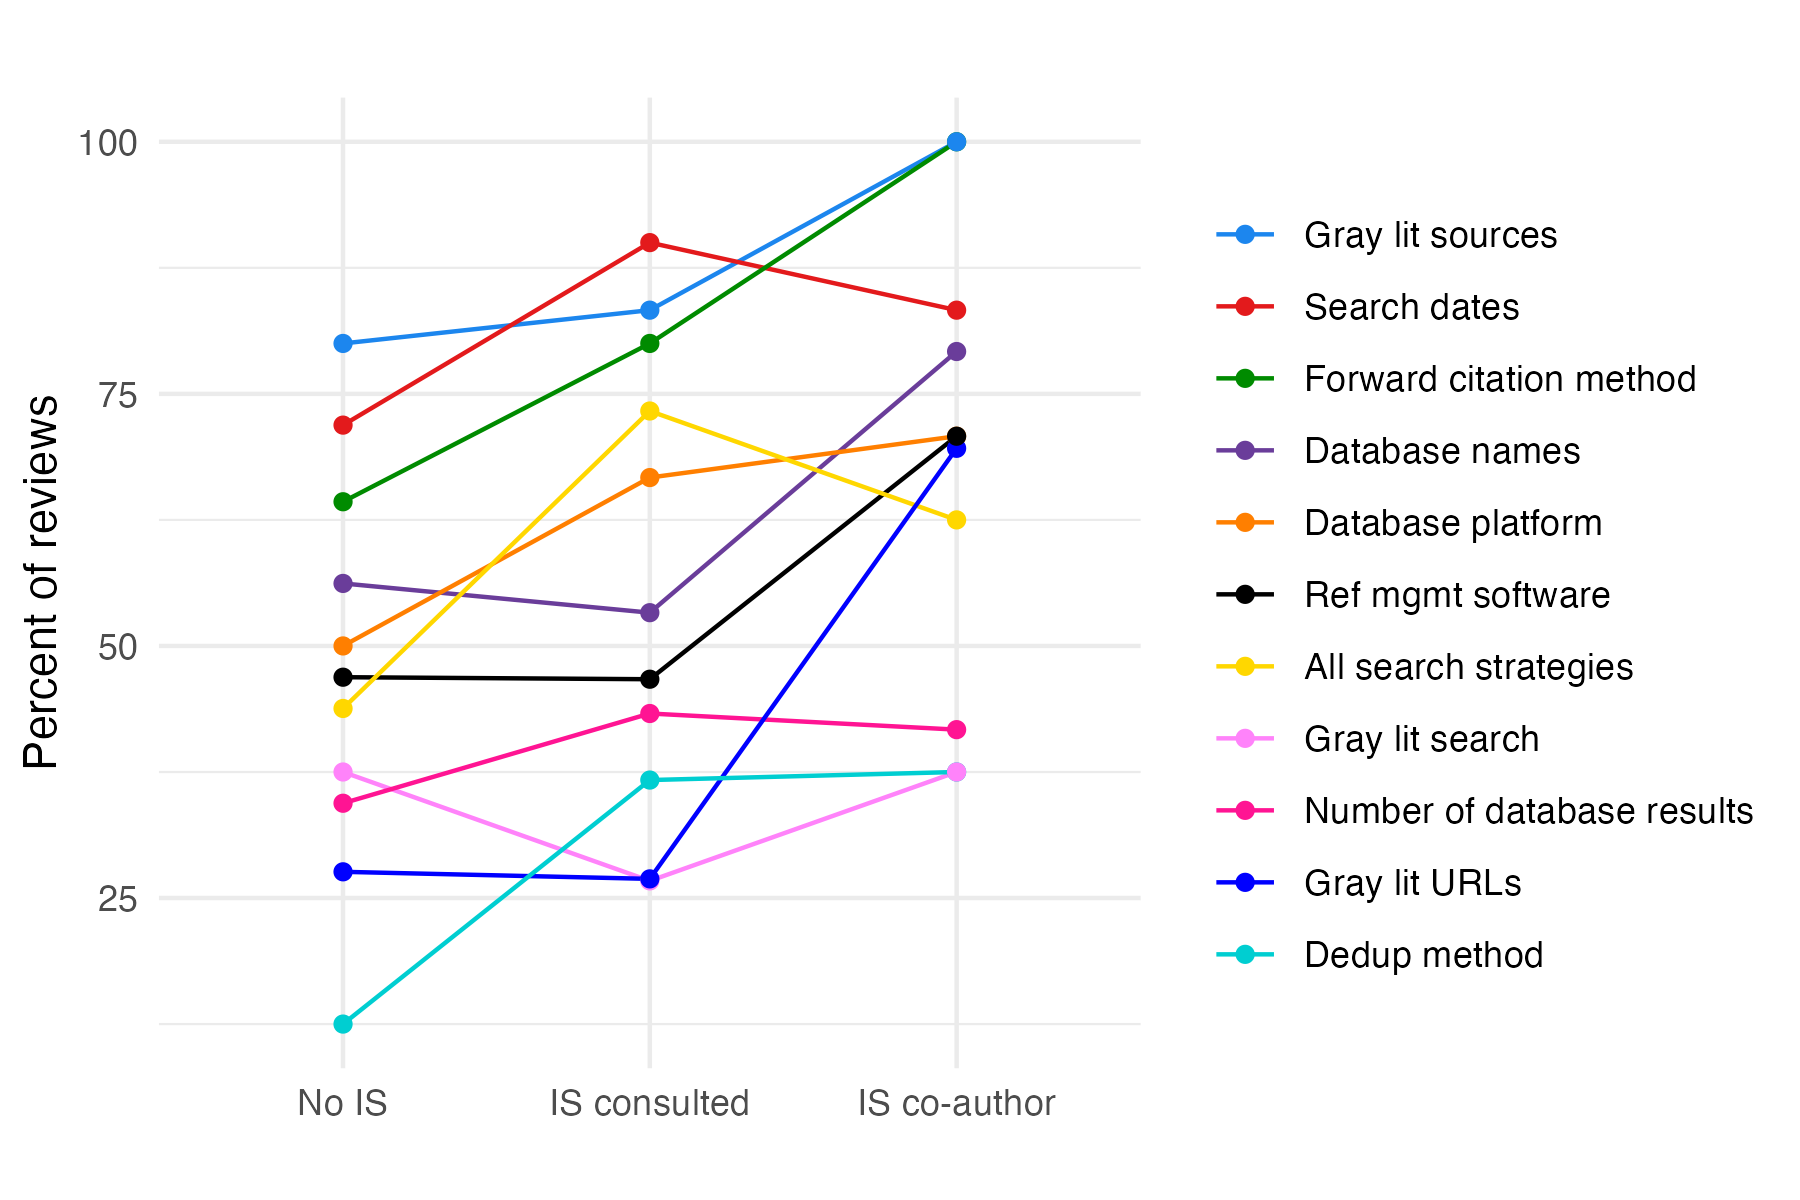 Percent of reviews
100
75
50
25
No IS
IS consulted
IS co-author
Gray lit sources
Search dates
Forward citation method
Database names
Database platform
Ref mgmt software
All search strategies
Gray lit search
Number of database results
Gray lit URLs
Dedup method